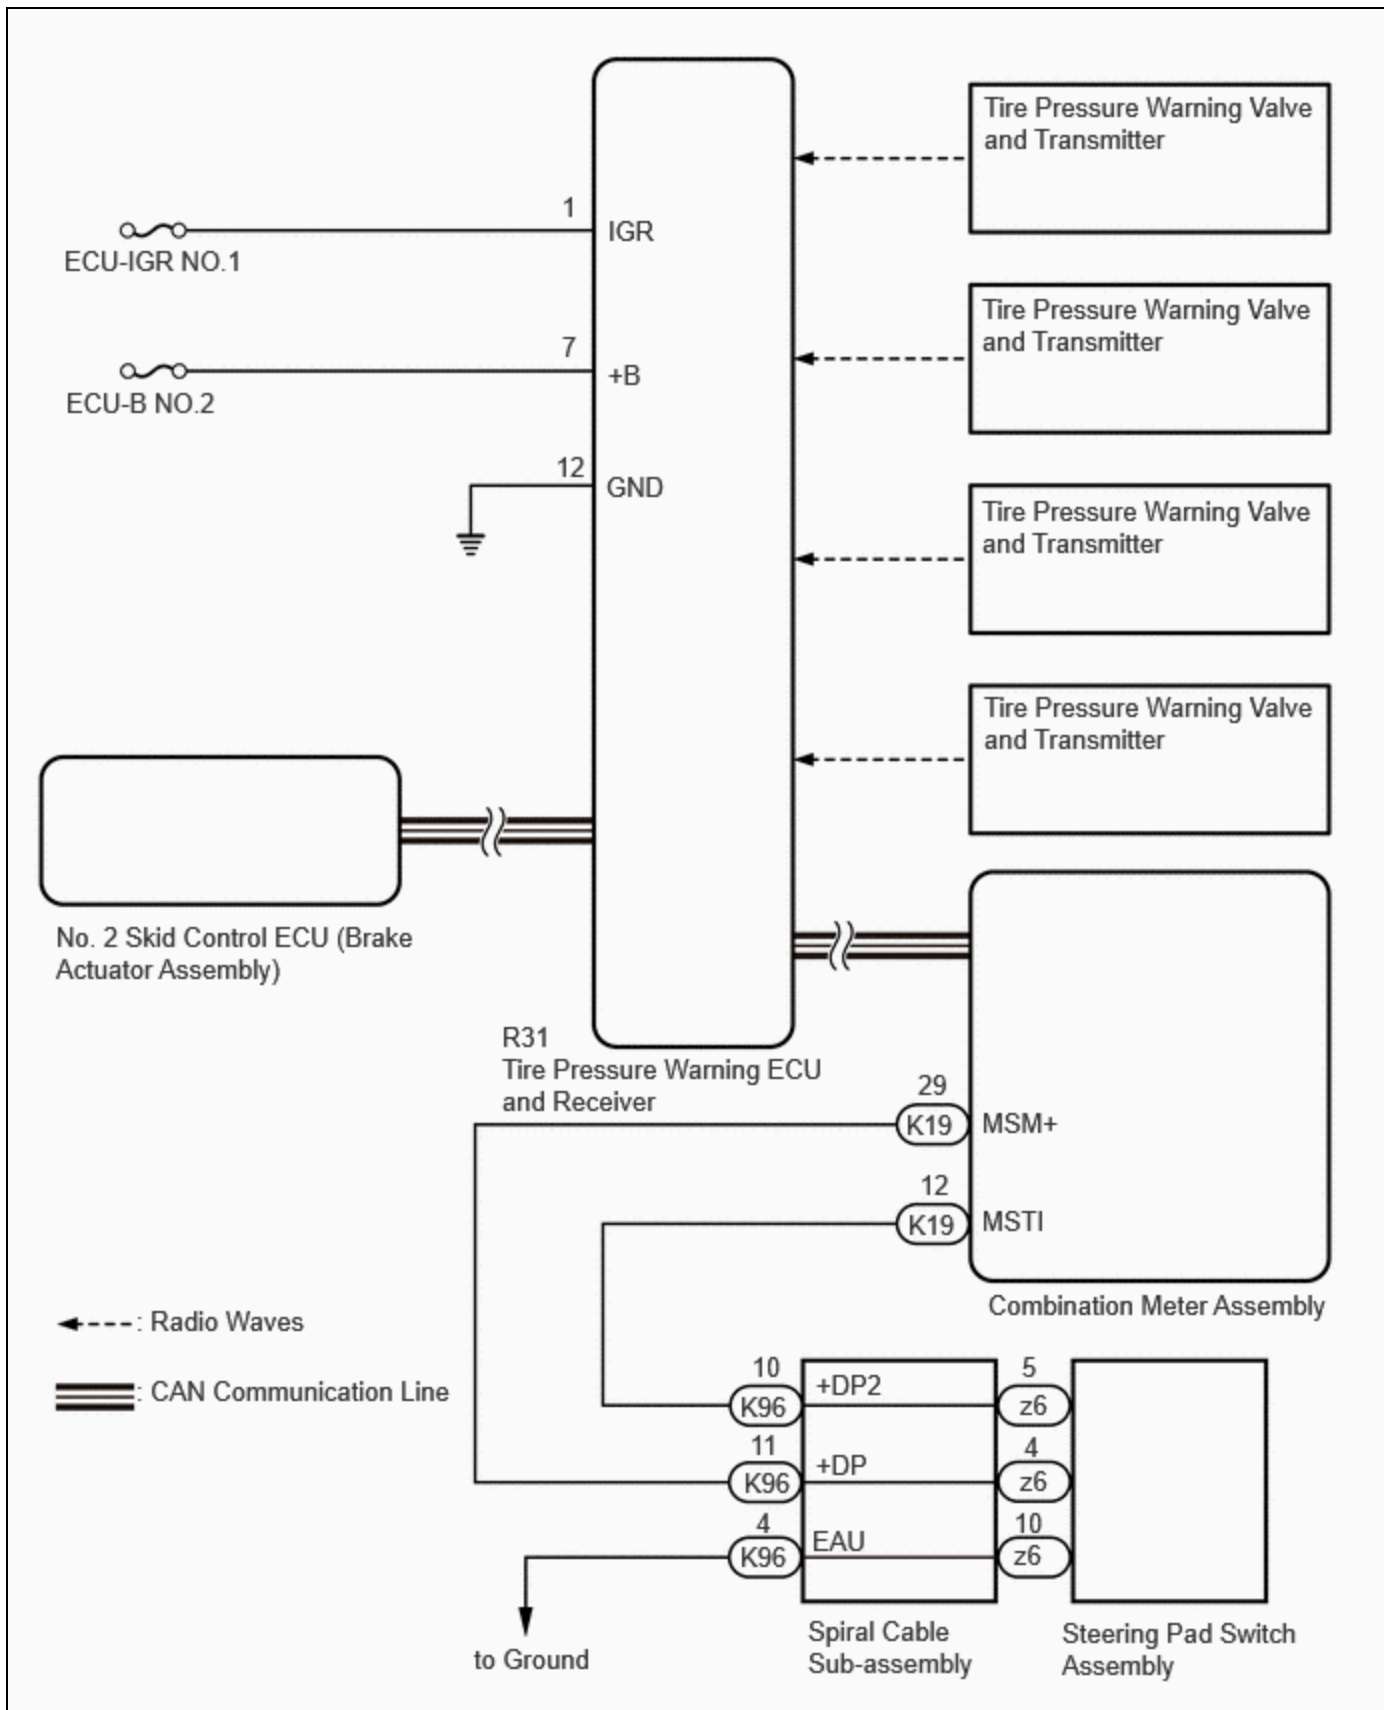 Tire Pressure Warning Valve
and Transmitter
1
IGR
ECU-IGR NO.1
Tire Pressure Warning Valve
and Transmitter
7
+B
ECU-B NO.2
12
GND
Tire Pressure Warning Valve
and Transmitter
Tire Pressure Warning Valve
and Transmitter
No. 2 Skid Control ECU (Brake
Actuator Assembly)
R31
Tire Pressure Warning ECU
and Receiver
29
K19
MSM+
12
K19
MSTI
Combination Meter Assembly
: Radio Waves
: CAN Communication Line
10
K96
+DP2
5
z6
11
K96
+DP
4
z6
4
K96
EAU
10
z6
to Ground
Spiral Cable
Sub-assembly
Steering Pad Switch
Assembly